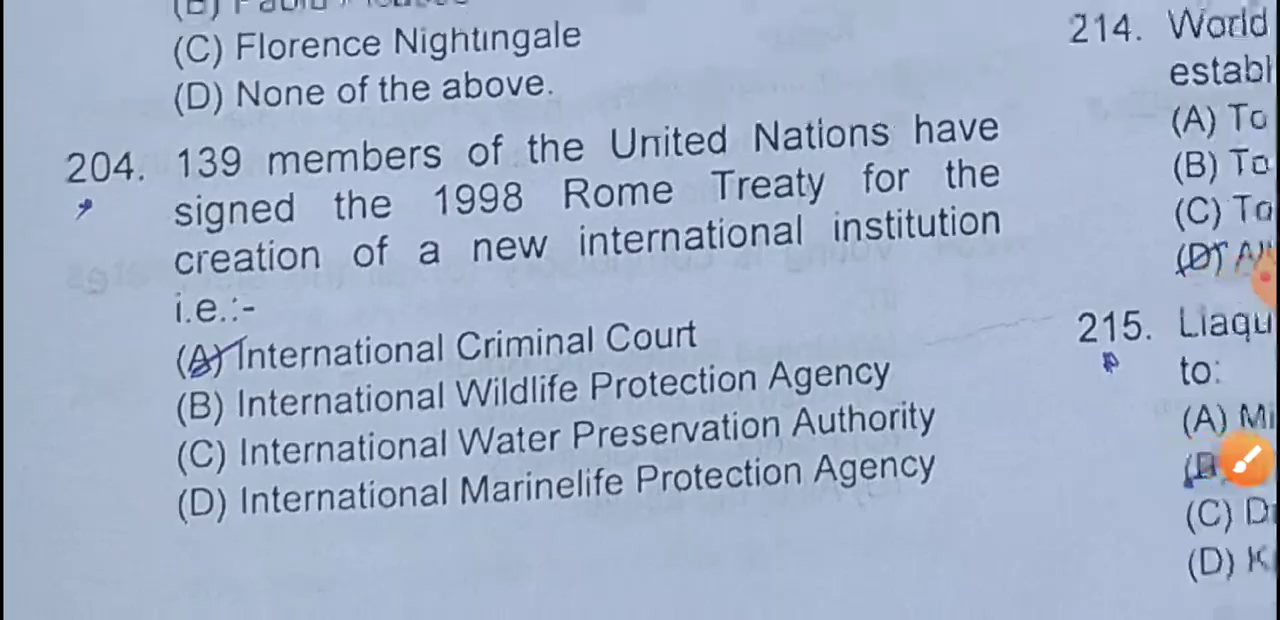 (C) Florence Nightingale
(D) None of the above.
204. 139 members of the United Nations have
signed the 1998 Rome Treaty for the
creation of a new international institution
i.e.:-
(A) International Criminal Court
(B) International Wildlife Protection Agency
(C) International Water Preservation Authority
(D) International Marinelife Protection Agency
214. World
establ
(A) To
(B) To
(C) To
(D) A
215. Liaqu
to:
(A) Mi
(B)
(C) D
(D) K